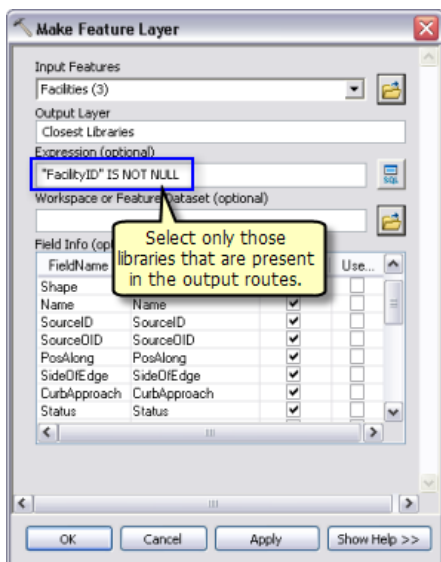 Make Feature Layer
Input Features
Facilities (3)
Output Layer
Closest Libraries
Expression (optional)
"FacilityID" IS NOT NULL
SQL
Workspace or Feature Dataset (optional)
Select only those
libraries that are present
in the output routes.
Field Info (op
FieldName Use...
Shape
Name Name
SourceID SourceID
SourceOID SourceOID
PosAlong PosAlong
SideOfEdge SideOfEdge
CurbApproach CurbApproach
Status Status
OK Cancel Apply Show Help >>